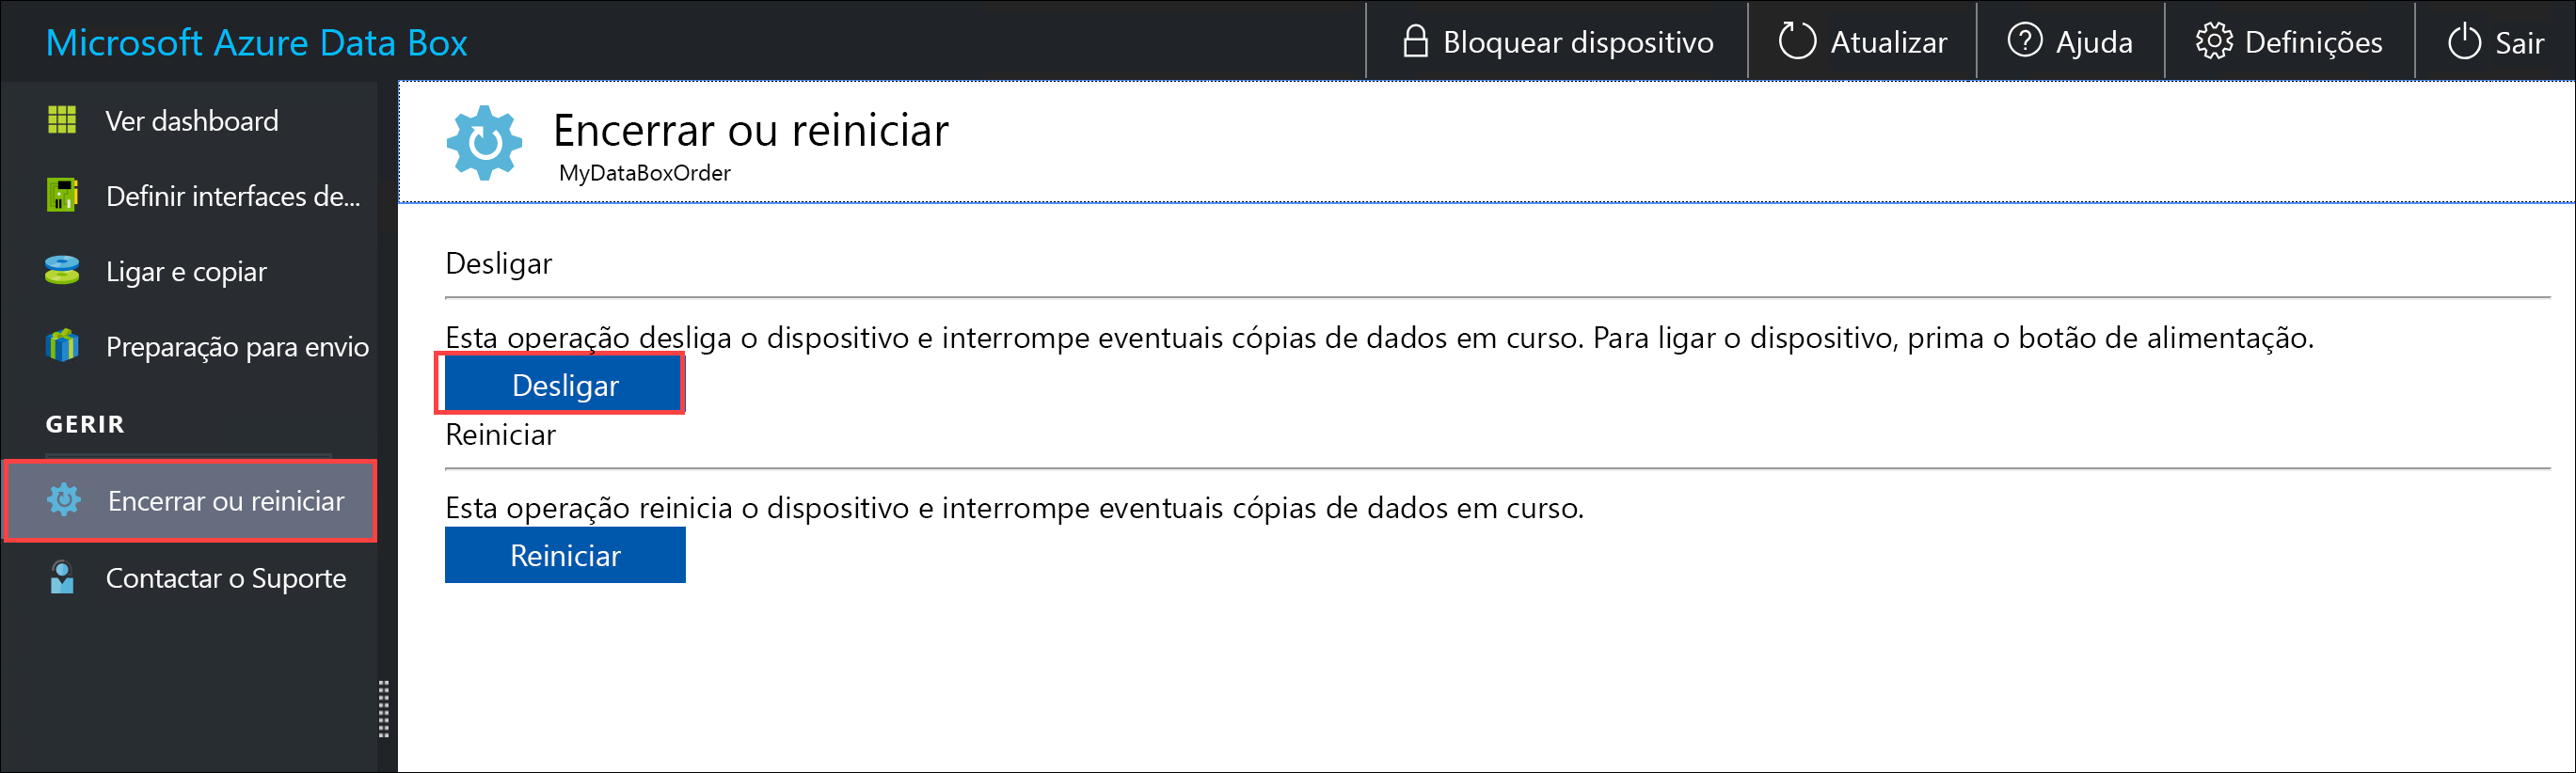 Microsoft Azure Data Box
Bloquear dispositivo
Atualizar
Ajuda
Definições
Sair
Ver dashboard
Definir interfaces de...
Ligar e copiar
Preparação para envio
GERIR
Encerrar ou reiniciar
Contactar o Suporte
Encerrar ou reiniciar
MyDataBoxOrder
Desligar
Esta operação desliga o dispositivo e interrompe eventuais cópias de dados em curso. Para ligar o dispositivo, prima o botão de alimentação.
Desligar
Reiniciar
Esta operação reinicia o dispositivo e interrompe eventuais cópias de dados em curso.
Reiniciar